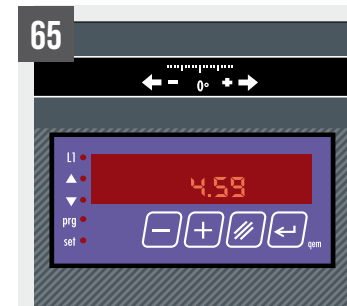 65
← - 0° + →
L1
▲
4.59
▼
prg
set
- +
qem